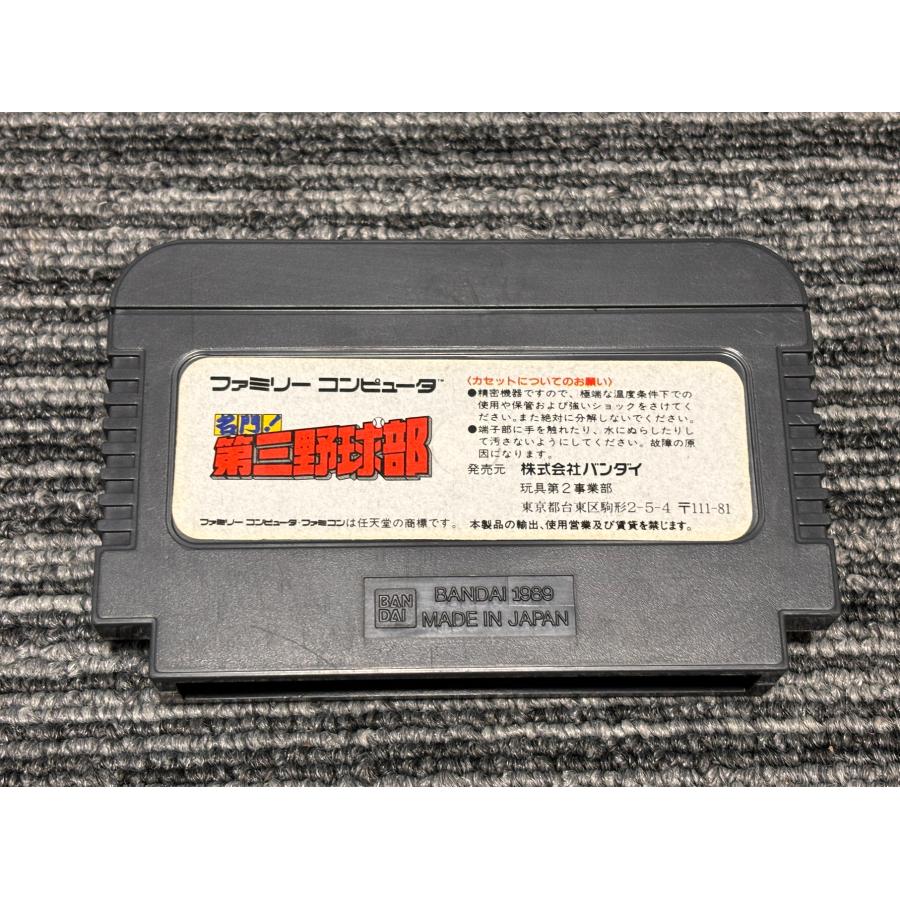 ファミリー コンピュータ™
名門!
第三野球部
〈カセットについてのお願い〉
●精密機器ですので、極端な温度条件下での
使用や保管および強いショックをさけてく
ださい。また絶対に分解しないでください。
●端子部に手を触れたり、水にぬらしたりし
て汚さないようにしてください。故障の原
因になります。
発売元 株式会社バンダイ
玩具第2事業部
東京都台東区駒形2-5-4 〒111-81
ファミリー コンピュータ・ファミコンは任天堂の商標です。
本製品の輸出、使用営業及び賃貸を禁じます。
BAN
DAI
BANDAI 1989
MADE IN JAPAN